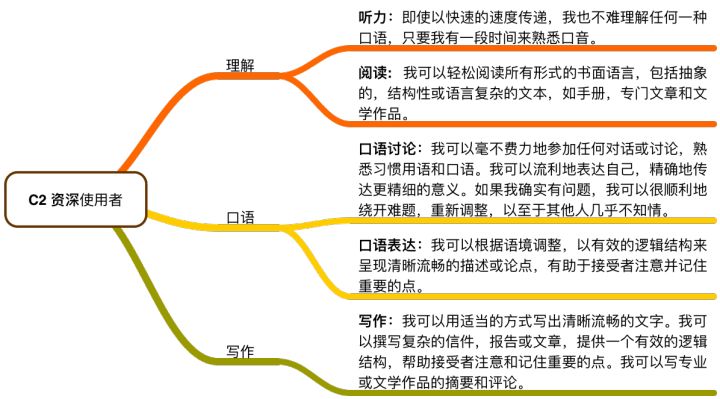 听力：即使以快速的速度传递，我也不难理解任何一种
口语，只要我有一段时间来熟悉口音。
理解
阅读：我可以轻松阅读所有形式的书面语言，包括抽象
的，结构性或语言复杂的文本，如手册，专门文章和文
学作品。
口语讨论：我可以毫不费力地参加任何对话或讨论，熟
悉习惯用语和口语。我可以流利地表达自己，精确地传
达更精细的意义。如果我确实有问题，我可以很顺利地
绕开难题，重新调整，以至于其他人几乎不知情。
C2 资深使用者
口语
口语表达：我可以根据语境调整，以有效的逻辑结构来
呈现清晰流畅的描述或论点，有助于接受者注意并记住
重要的点。
写作：我可以用适当的方式写出清晰流畅的文字。我可
以撰写复杂的信件，报告或文章，提供一个有效的逻辑
结构，帮助接受者注意和记住重要的点。我可以写专业
或文学作品的摘要和评论。
写作